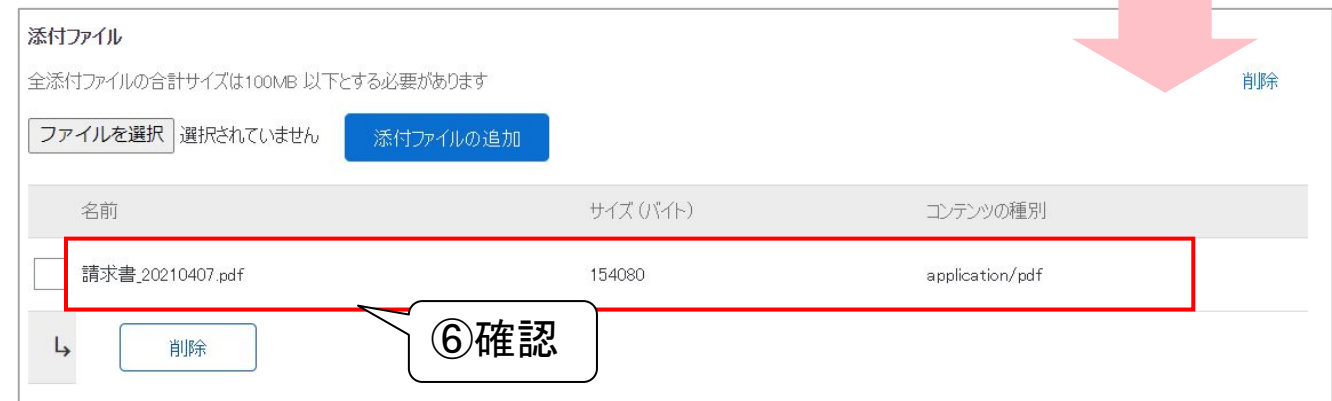 添付ファイル
全添付ファイルの合計サイズは100MB 以下とする必要があります
削除
ファイルを選択 選択されていません 添付ファイルの追加
名前 サイズ (バイト) コンテンツの種別
請求書_20210407.pdf 154080 application/pdf
削除
⑥確認